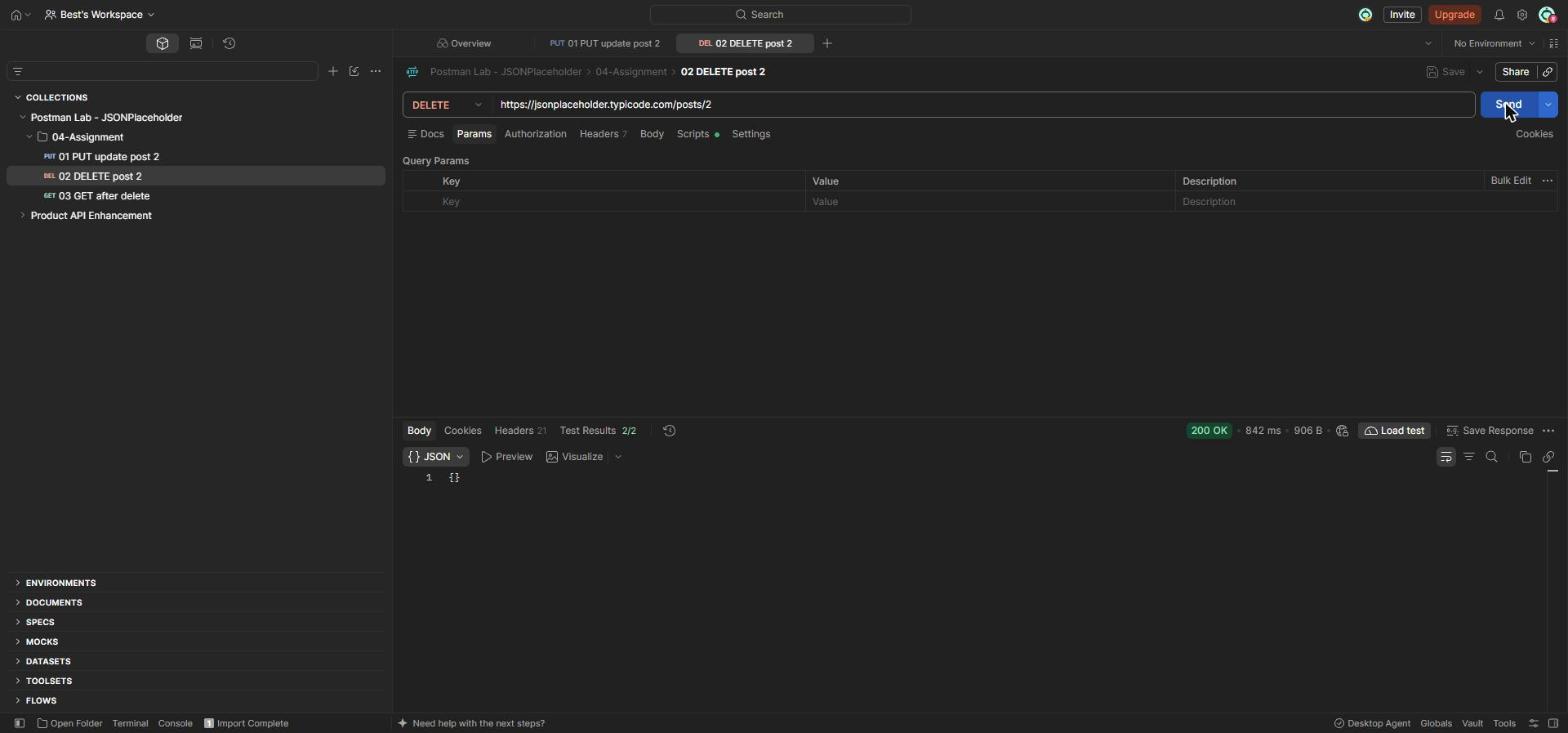 Best's Workspace
Search
Invite
Upgrade
Overview
PUT 01 PUT update post 2
DEL 02 DELETE post 2
No Environment
Postman Lab - JSONPlaceholder > 04-Assignment > 02 DELETE post 2
Save
Share
COLLECTIONS
Postman Lab - JSONPlaceholder
04-Assignment
PUT 01 PUT update post 2
DEL 02 DELETE post 2
GET 03 GET after delete
Product API Enhancement
DELETE
https://jsonplaceholder.typicode.com/posts/2
Send
Docs Params Authorization Headers 7 Body Scripts Settings
Cookies
Query Params
Key Value Description Bulk Edit
Key Value Description
Body Cookies Headers 21 Test Results 2/2
200 OK 842 ms 906 B Load test Save Response
{} JSON Preview Visualize
1 {}
ENVIRONMENTS
DOCUMENTS
SPECS
MOCKS
DATASETS
TOOLSETS
FLOWS
Open Folder Terminal Console 1 Import Complete
Need help with the next steps?
Desktop Agent Globals Vault Tools